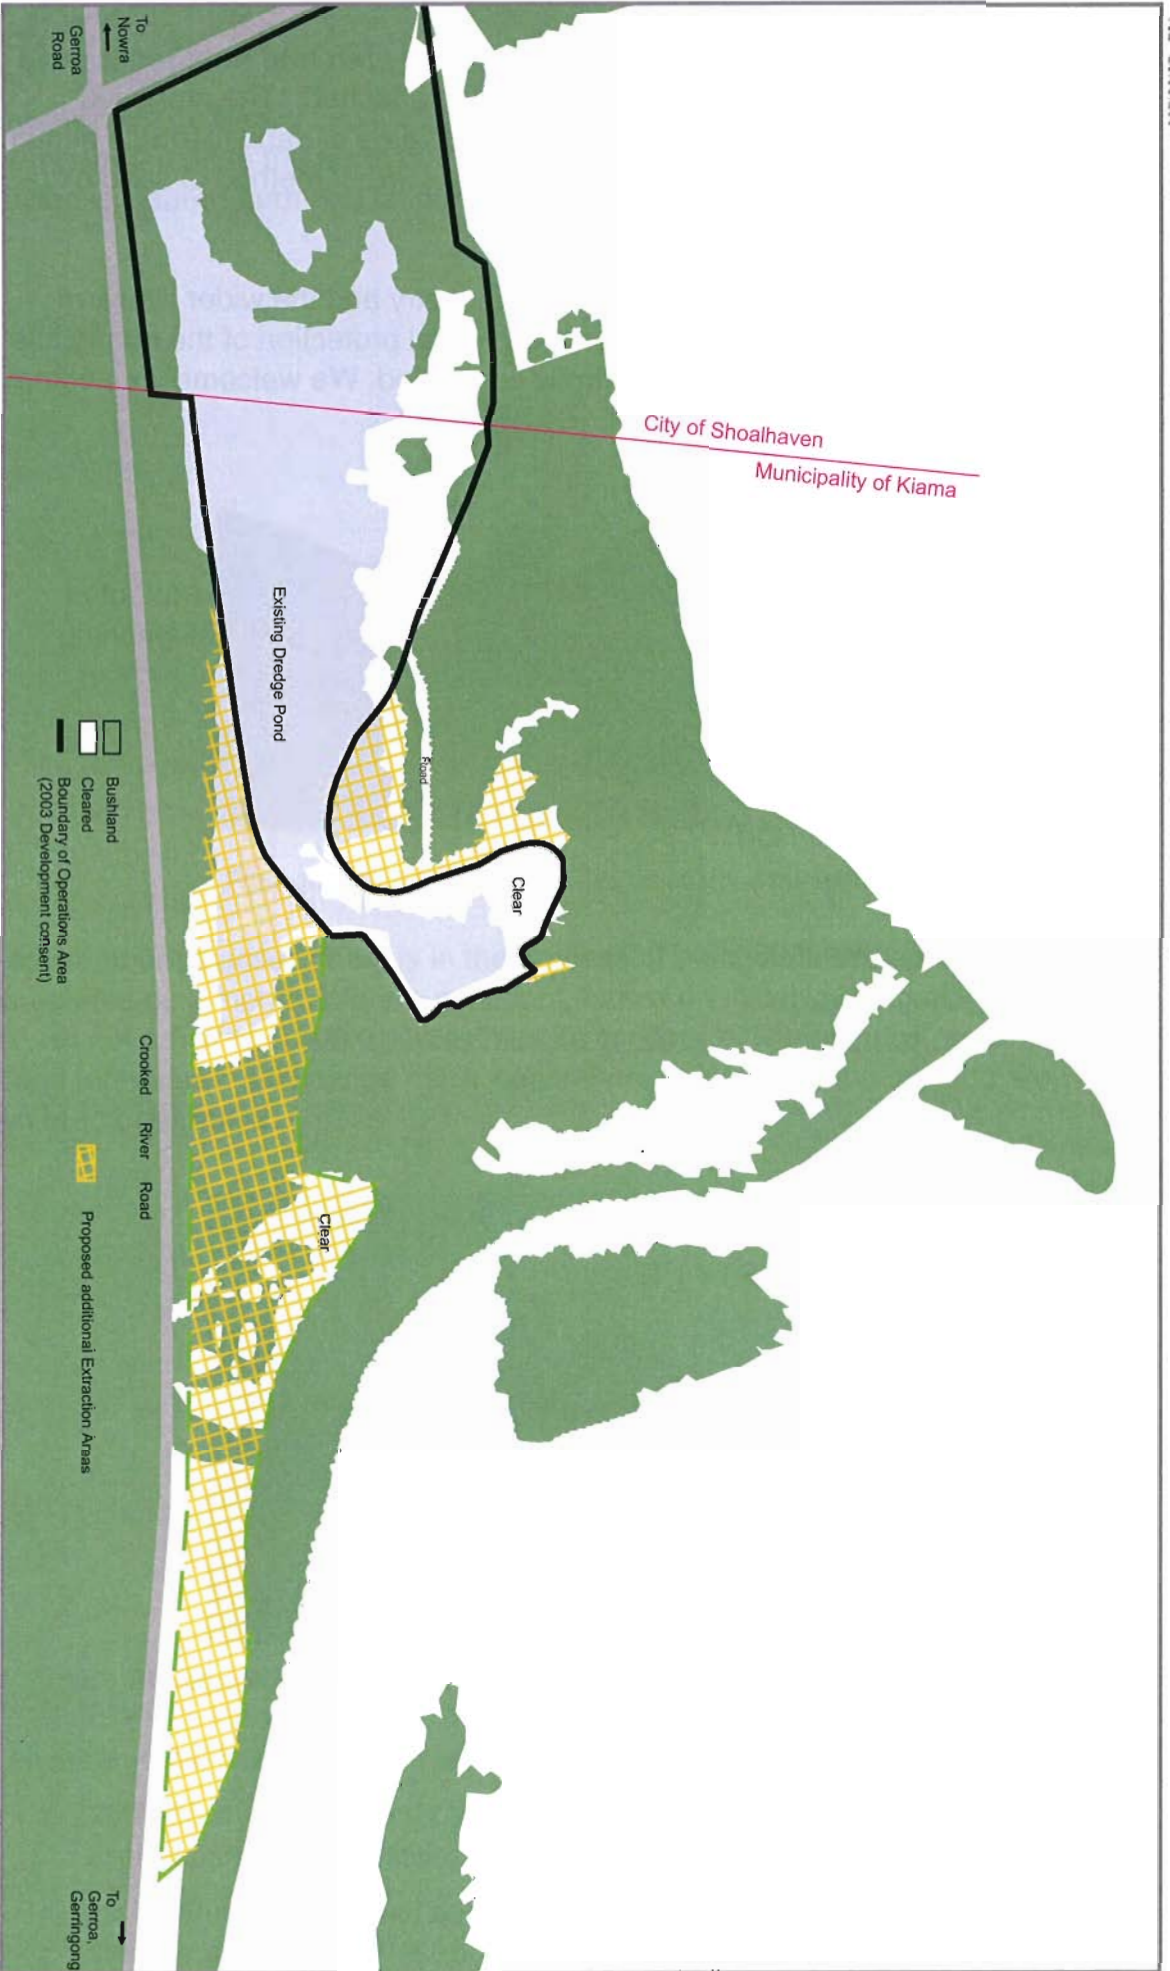 To
Nowra
Gerroa
Road
City of Shoalhaven
Municipality of Kiama
Existing Dredge Pond
Road
Clear
Clear
Bushland
Cleared
Boundary of Operations Area
(2003 Development consent)
Crooked River Road
Proposed additional Extraction Areas
To
Gerroa,
Gerringong